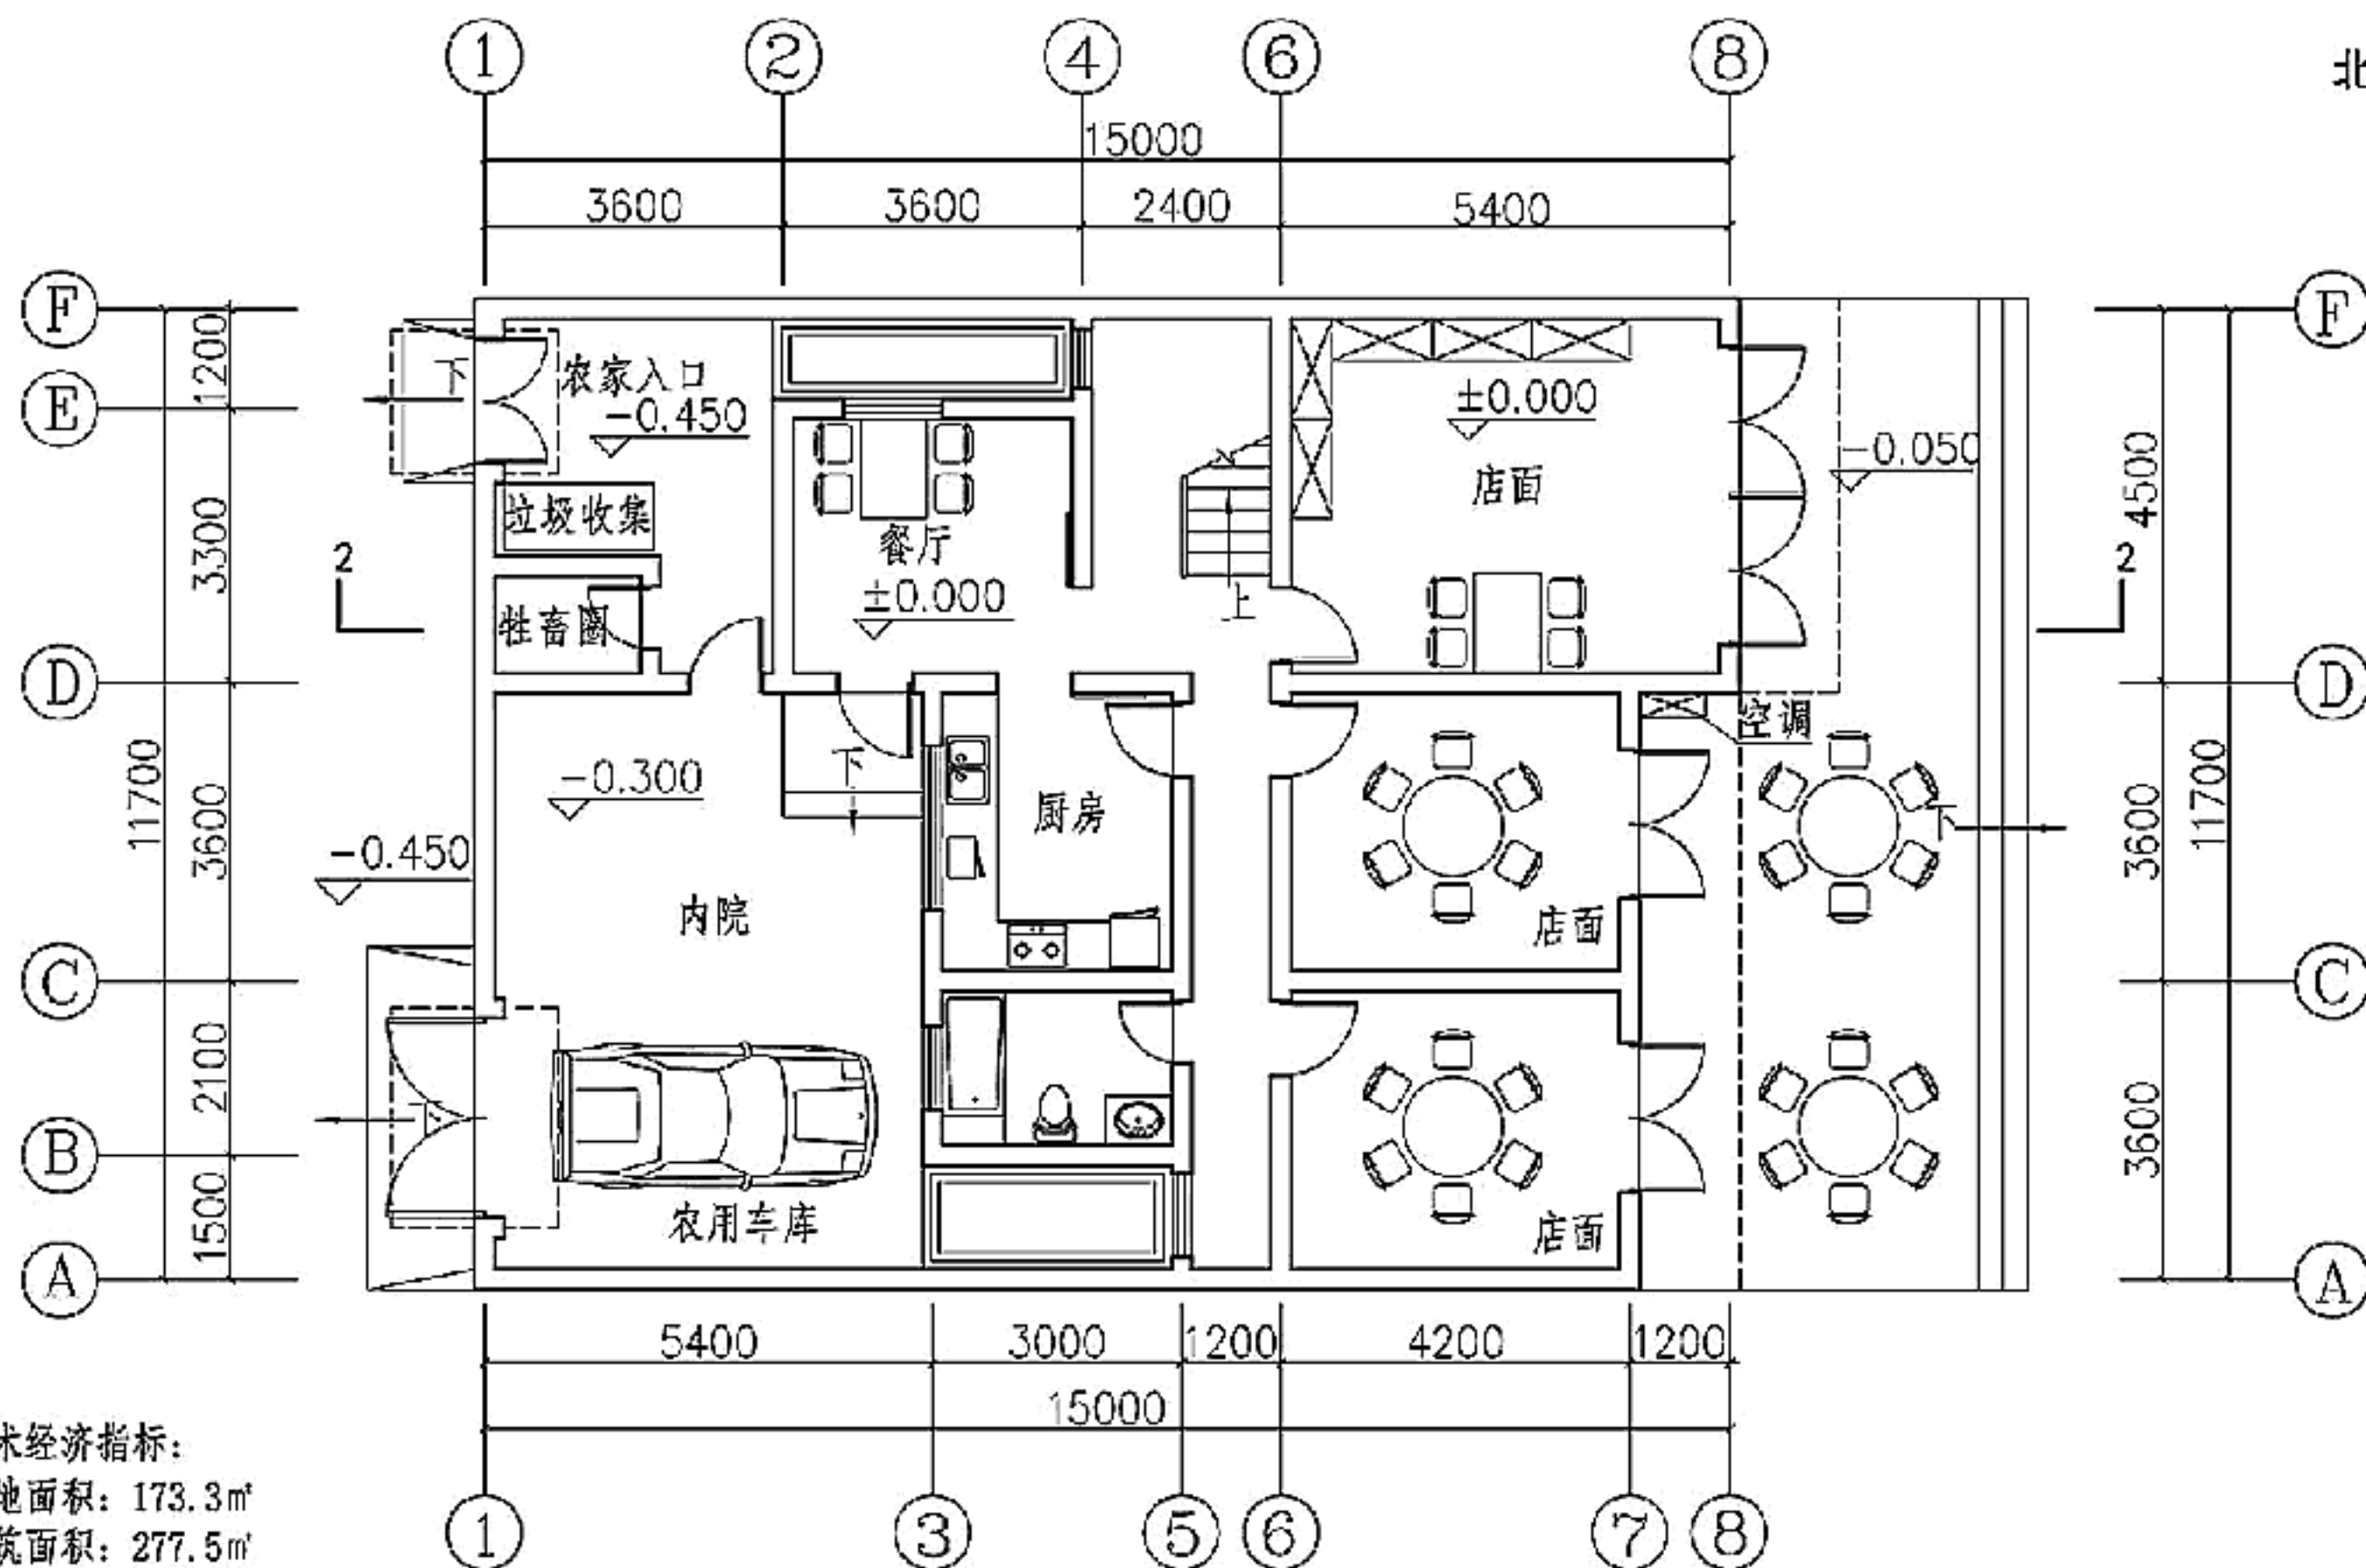 1 2 4 6 8
北
15000
3600 3600 2400 5400
F F
1200
下 农家入口
E
-0.450
±0.000
-0.050
4500
店面
垃圾收集
3300
餐厅
2 2
±0.000
上
牲畜圈
D D
空调
下
-0.300
厨房
下
11700 3600 3600 11700
-0.450
内院
店面
C C
2100
下
B
3600
1500
农用车库
店面
A A
5400 3000 1200 4200 1200
15000
术经济指标:
地面积: 173.3㎡
筑面积: 277.5㎡
1 3 5 6 7 8